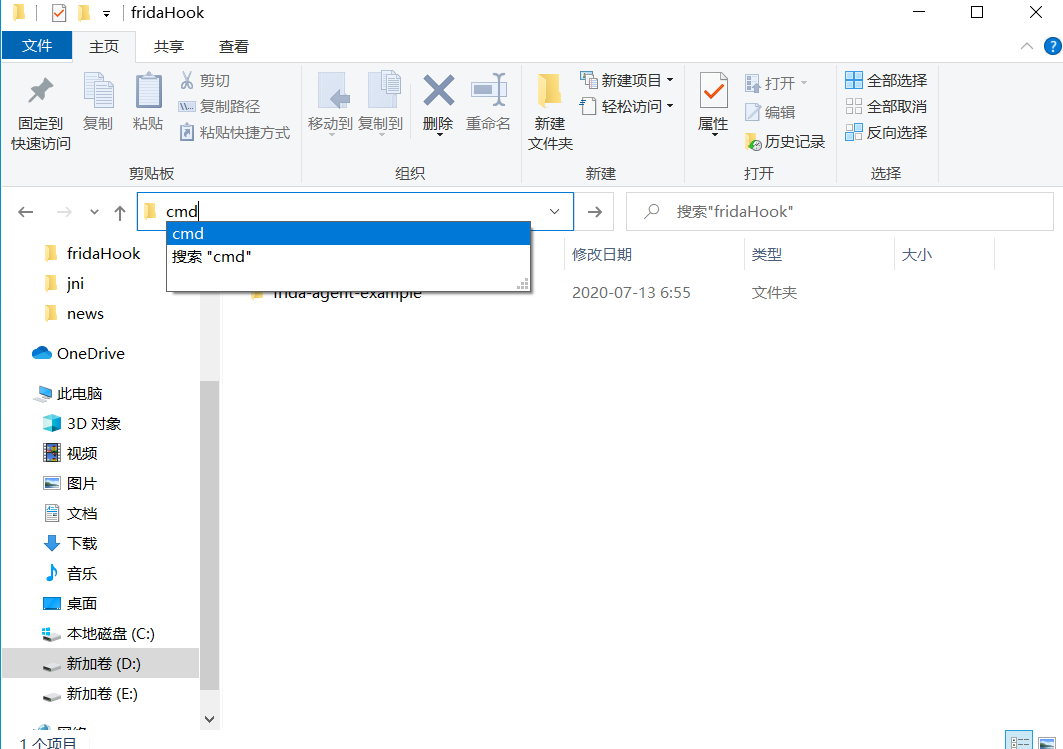 fridaHook
文件 主页 共享 查看
固定到快速访问 复制 粘贴 剪切 复制路径 粘贴快捷方式
剪贴板
移动到 复制到 删除 重命名
组织
新建文件夹 新建项目 轻松访问
新建
属性 打开 编辑 历史记录
打开
全部选择 全部取消 反向选择
选择
cmd
搜索"fridaHook"
cmd
搜索 "cmd"
修改日期 类型 大小
frida-agent-example 2020-07-13 6:55 文件夹
fridaHook
jni
news
OneDrive
此电脑
3D 对象
视频
图片
文档
下载
音乐
桌面
本地磁盘 (C:)
新加卷 (D:)
新加卷 (E:)
网络
1 个项目